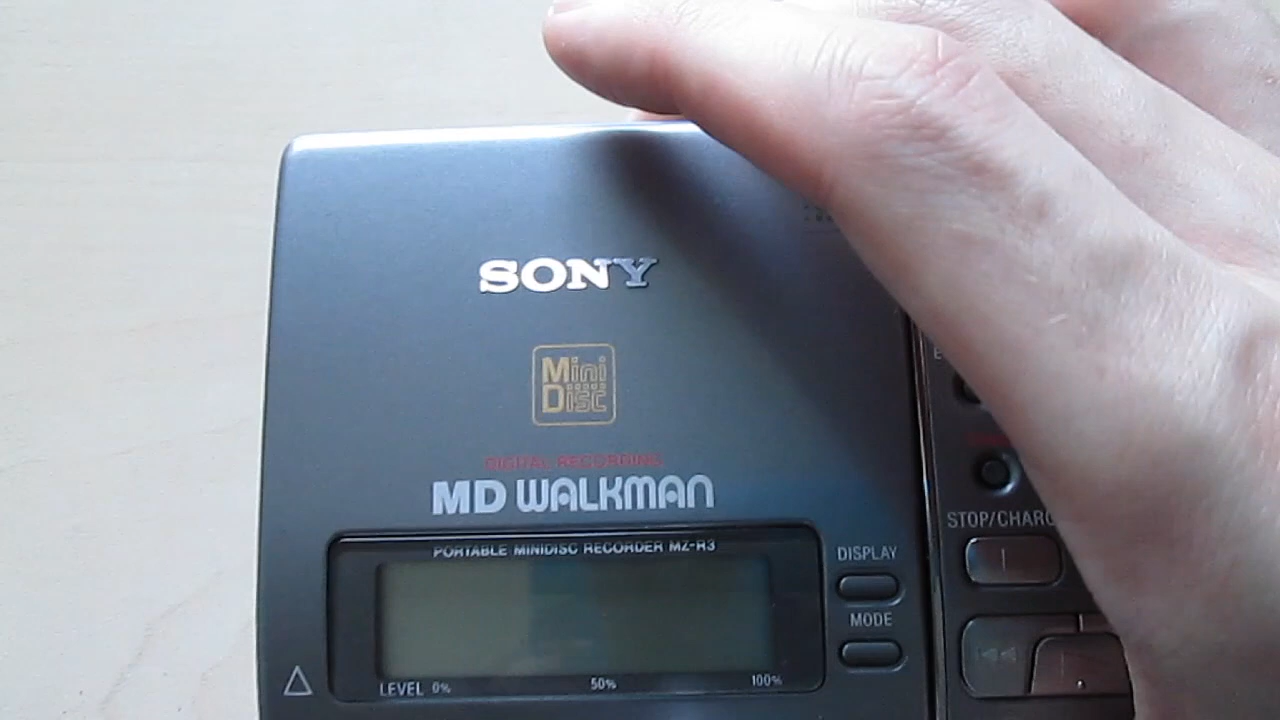 SONY
Mini
Disc
DIGITAL RECORDING
MD WALKMAN
PORTABLE MINIDISC RECORDER MZ-R3
DISPLAY
MODE
LEVEL 0% 50% 100%
STOP/CHARG